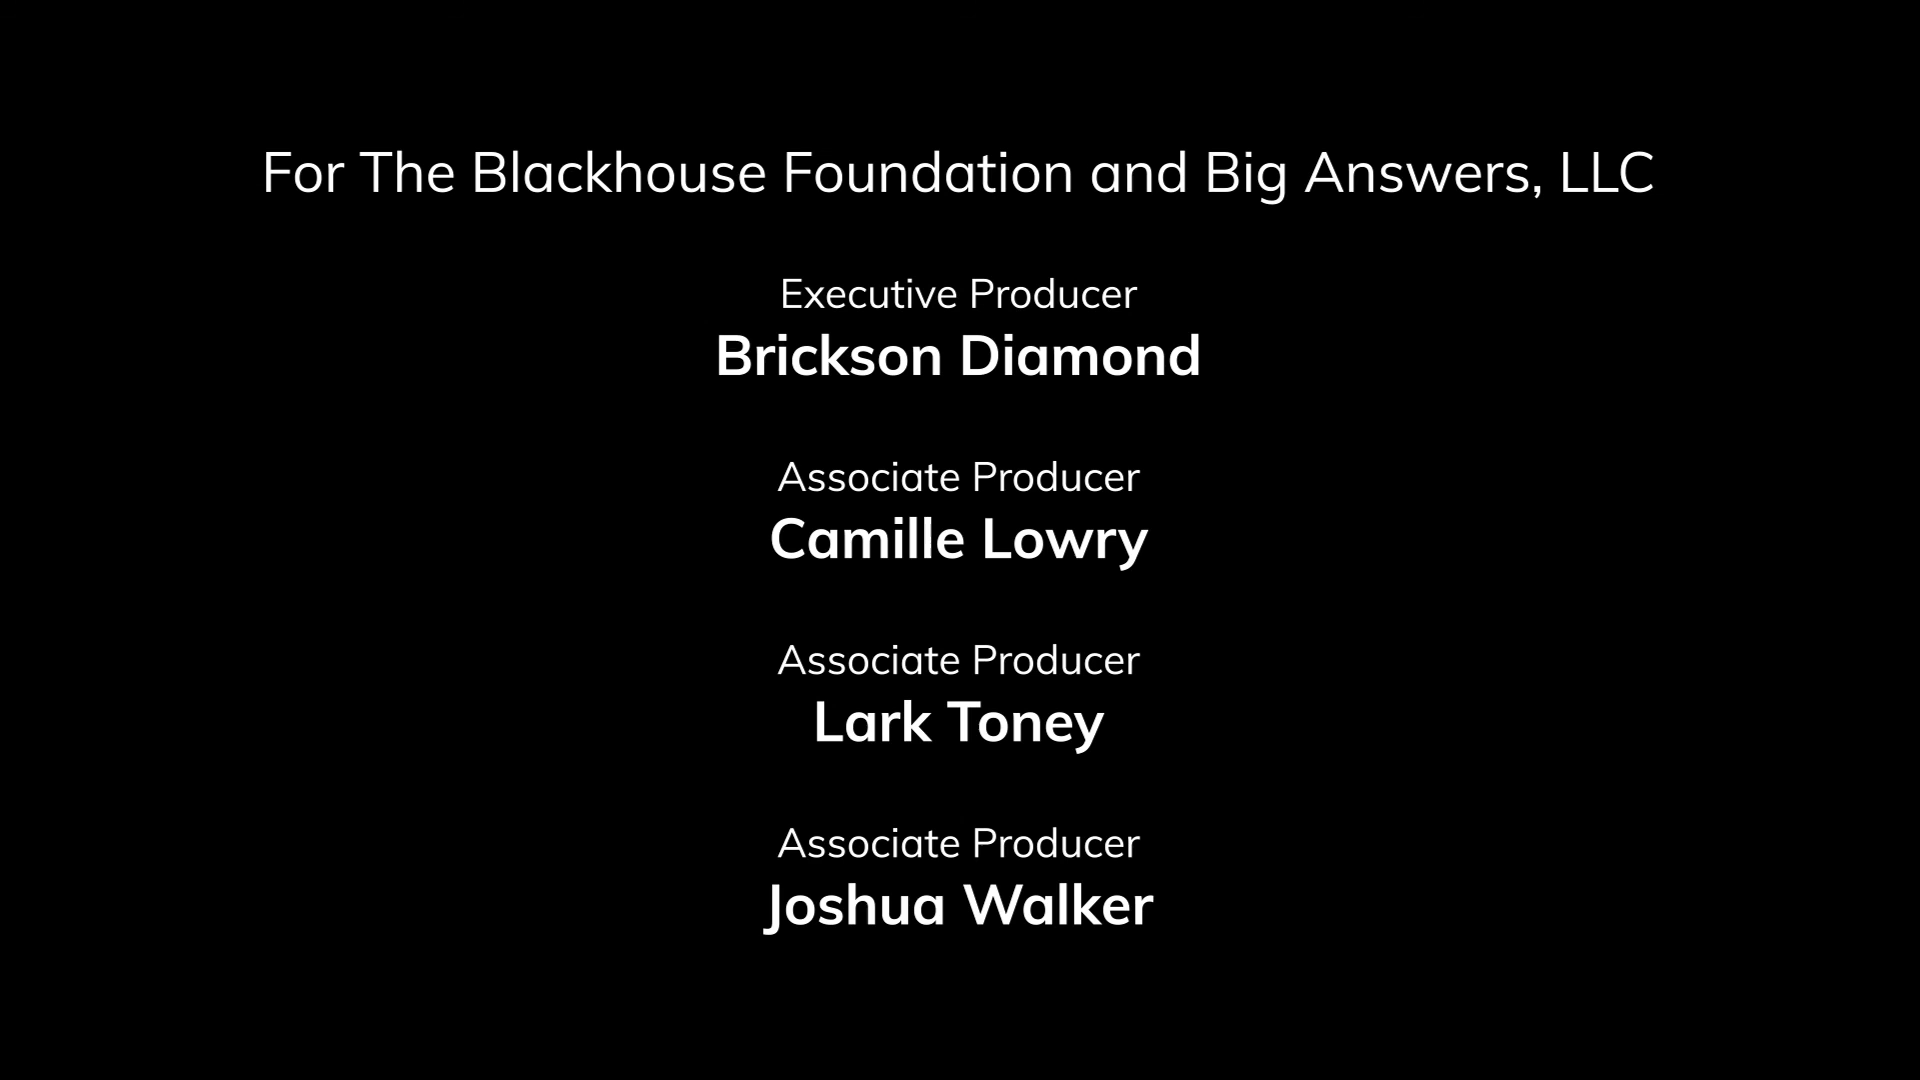 For The Blackhouse Foundation and Big Answers, LLC
Executive Producer
Brickson Diamond
Associate Producer
Camille Lowry
Associate Producer
Lark Toney
Associate Producer
Joshua Walker